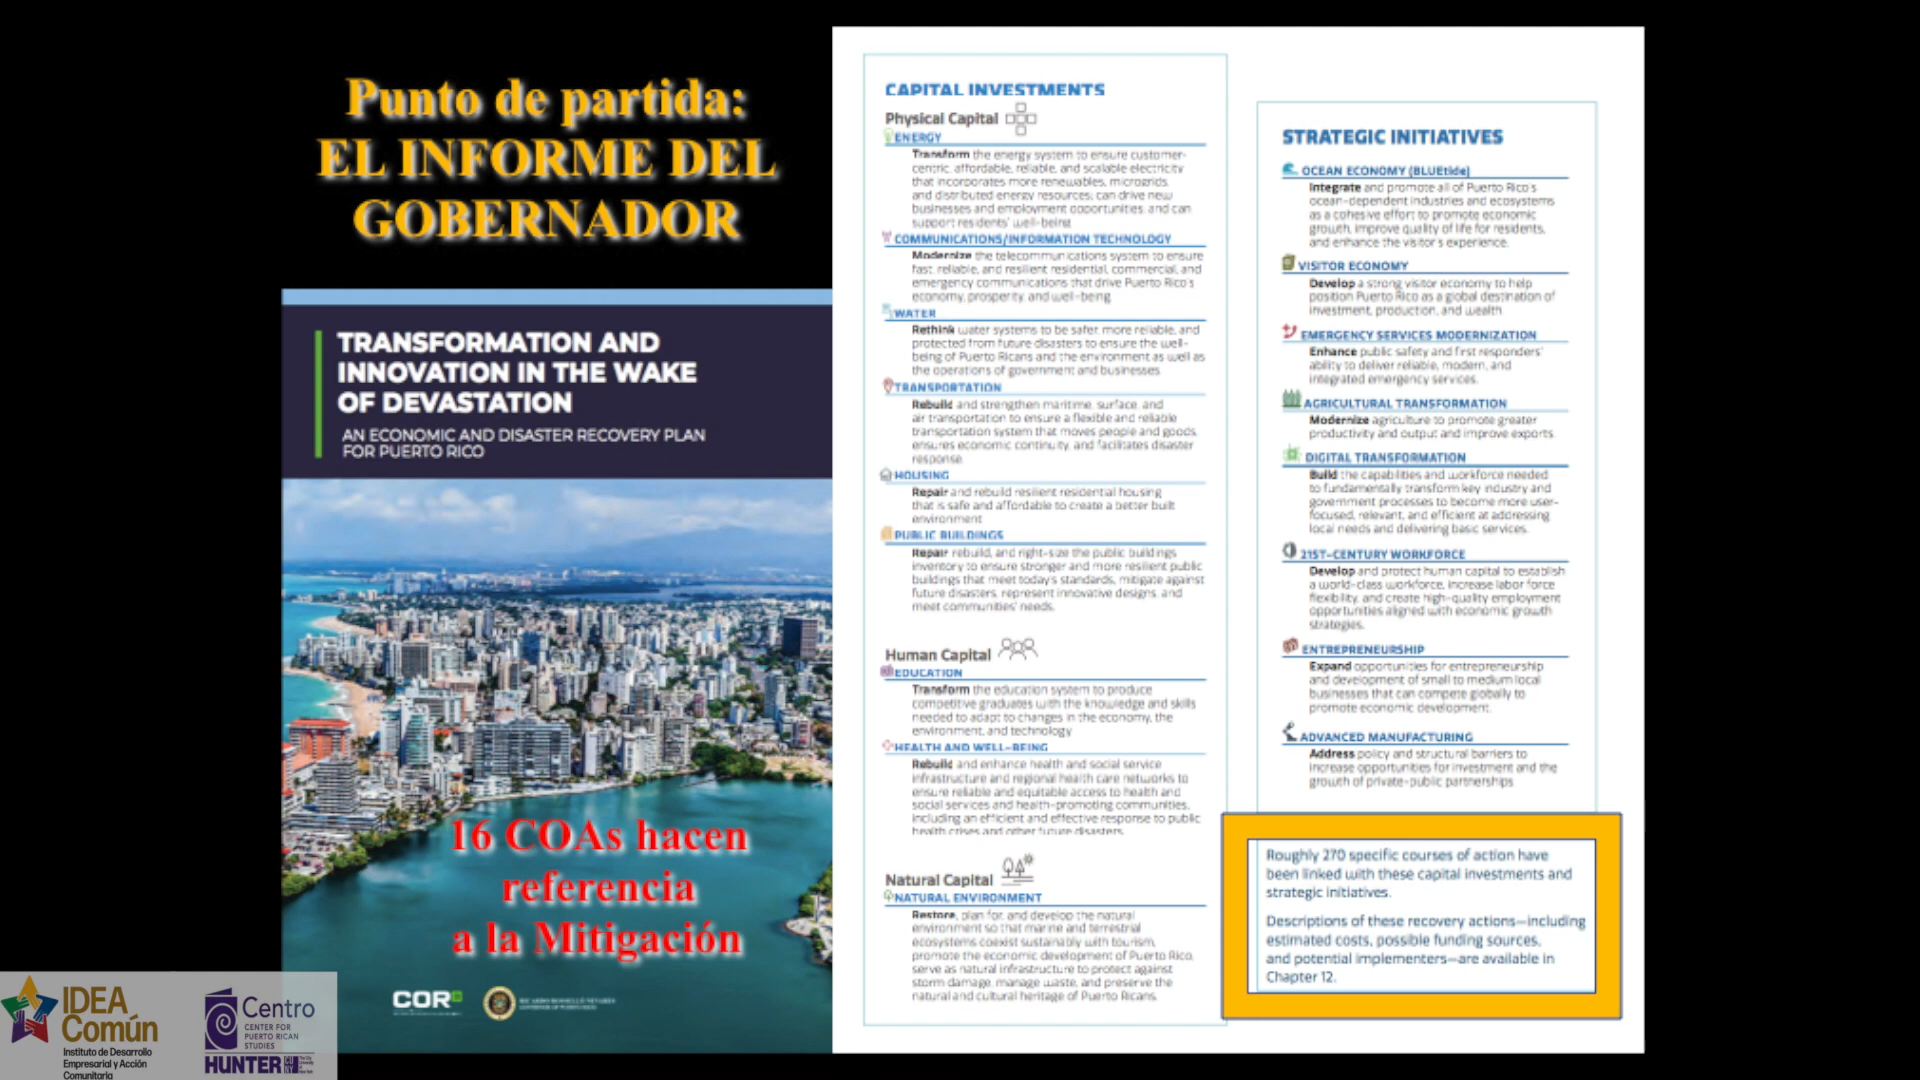 Punto de partida:
EL INFORME DEL
GOBERNADOR
TRANSFORMATION AND
INNOVATION IN THE WAKE
OF DEVASTATION
AN ECONOMIC AND DISASTER RECOVERY PLAN
FOR PUERTO RICO
16 COAs hacen
referencia
a la Mitigación
COR
IDEA
Común
Instituto de Desarrollo
Empresarial y Acción
Comunitaria
Centro
CENTER FOR
PUERTO RICAN
STUDIES
HUNTER
CAPITAL INVESTMENTS
Physical Capital
ENERGY
Transform the energy system to ensure customer-
centric, affordable, reliable, and scalable electricity
that incorporates more renewables, microgrids,
and distributed energy resources; can drive new
businesses and employment opportunities; and can
support residents' well-being
COMMUNICATIONS/INFORMATION TECHNOLOGY
Modernize the telecommunications system to ensure
fast, reliable, and resilient residential, commercial, and
emergency communications that drive Puerto Rico's
economy, prosperity, and well-being
WATER
Rethink water systems to be safer, more reliable, and
protected from future disasters to ensure the well-
being of Puerto Ricans and the environment as well as
the operations of government and businesses.
TRANSPORTATION
Rebuild and strengthen maritime, surface, and
air transportation to ensure a flexible and reliable
transportation system that moves people and goods,
ensures economic continuity, and facilitates disaster
response
HOUSING
Repair and rebuild resilient residential housing
that is safe and affordable to create a better built
environment
PUBLIC BUILDINGS
Repair, rebuild, and right-size the public buildings
inventory to ensure stronger and more resilient public
buildings that meet today's standards, mitigate against
future disasters, represent innovative designs, and
meet communities' needs.
Human Capital
EDUCATION
Transform the education system to produce
competitive graduates with the knowledge and skills
needed to adapt to changes in the economy, the
environment, and technology
HEALTH AND WELL-BEING
Rebuild and enhance health and social service
infrastructure and regional health care networks to
ensure reliable and equitable access to health and
social services and health-promoting communities,
including an efficient and effective response to public
health crises and other future disasters.
Natural Capital
NATURAL ENVIRONMENT
Restore, plan for, and develop the natural
environment so that marine and terrestrial
ecosystems coexist sustainably with tourism,
promote the economic development of Puerto Rico,
serve as natural infrastructure to protect against
storm damage, manage waste, and preserve the
natural and cultural heritage of Puerto Ricans.
STRATEGIC INITIATIVES
OCEAN ECONOMY (BLUEtide)
Integrate and promote all of Puerto Rico's
ocean-dependent industries and ecosystems
as a cohesive effort to promote economic
growth, improve quality of life for residents,
and enhance the visitor's experience.
VISITOR ECONOMY
Develop a strong visitor economy to help
position Puerto Rico as a global destination of
investment, production, and wealth
EMERGENCY SERVICES MODERNIZATION
Enhance public safety and first responders'
ability to deliver reliable, modern, and
integrated emergency services.
AGRICULTURAL TRANSFORMATION
Modernize agriculture to promote greater
productivity and output and improve exports.
DIGITAL TRANSFORMATION
Build the capabilities and workforce needed
to fundamentally transform key industry and
government processes to become more user-
focused, relevant, and efficient at addressing
local needs and delivering basic services.
21ST-CENTURY WORKFORCE
Develop and protect human capital to establish
a world-class workforce, increase labor force
flexibility, and create high-quality employment
opportunities aligned with economic growth
strategies.
ENTREPRENEURSHIP
Expand opportunities for entrepreneurship
and development of small to medium local
businesses that can compete globally to
promote economic development.
ADVANCED MANUFACTURING
Address policy and structural barriers to
increase opportunities for investment and the
growth of private-public partnerships
Roughly 270 specific courses of action have
been linked with these capital investments and
strategic initiatives.
Descriptions of these recovery actions—including
estimated costs, possible funding sources,
and potential implementers—are available in
Chapter 12.